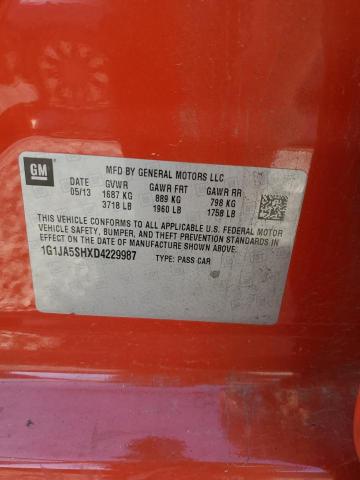 GM
MFD BY GENERAL MOTORS LLC
DATE GVWR GAWR FRT GAWR RR
05/13 1687 KG 889 KG 798 KG
3718 LB 1960 LB 1758 LB
THIS VEHICLE CONFORMS TO ALL APPLICABLE U.S. FEDERAL MOTOR
VEHICLE SAFETY, BUMPER, AND THEFT PREVENTION STANDARDS IN
EFFECT ON THE DATE OF MANUFACTURE SHOWN ABOVE.
1G1JA5SHXD4229987 TYPE: PASS CAR